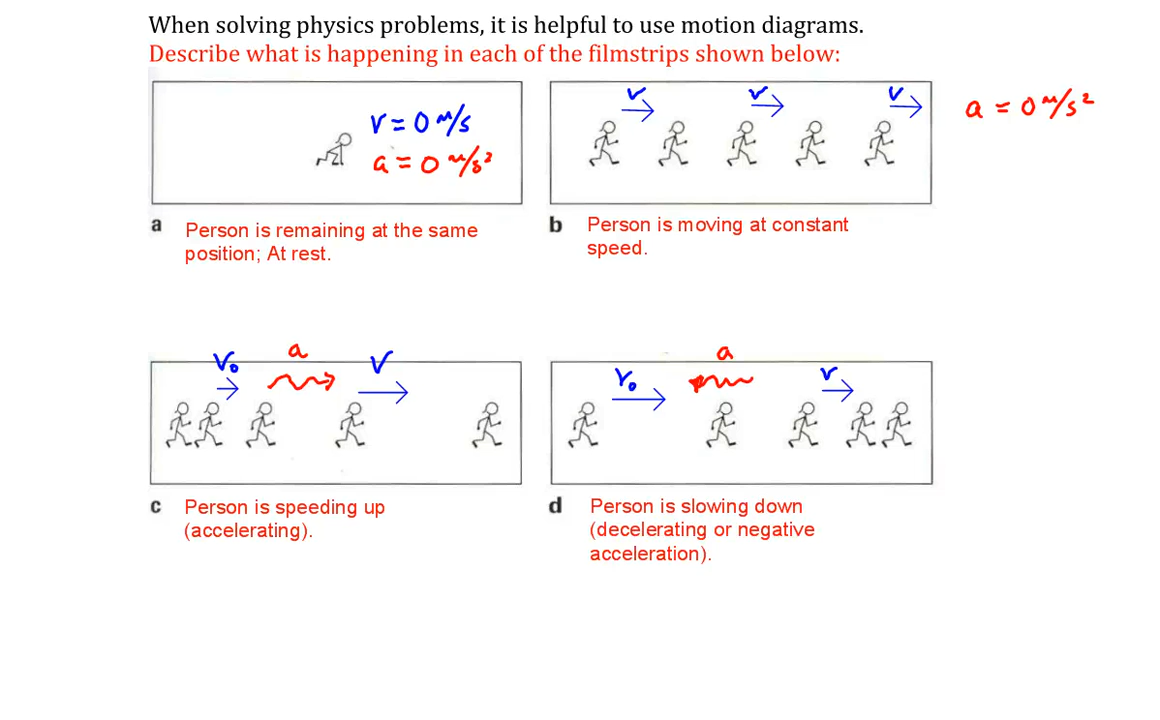 When solving physics problems, it is helpful to use motion diagrams.
Describe what is happening in each of the filmstrips shown below:
v = 0 m/s
a = 0 m/s²
v v v
a = 0 m/s²
a Person is remaining at the same
position; At rest.
b Person is moving at constant
speed.
v₀ a v
v₀ a v
c Person is speeding up
(accelerating).
d Person is slowing down
(decelerating or negative
acceleration).